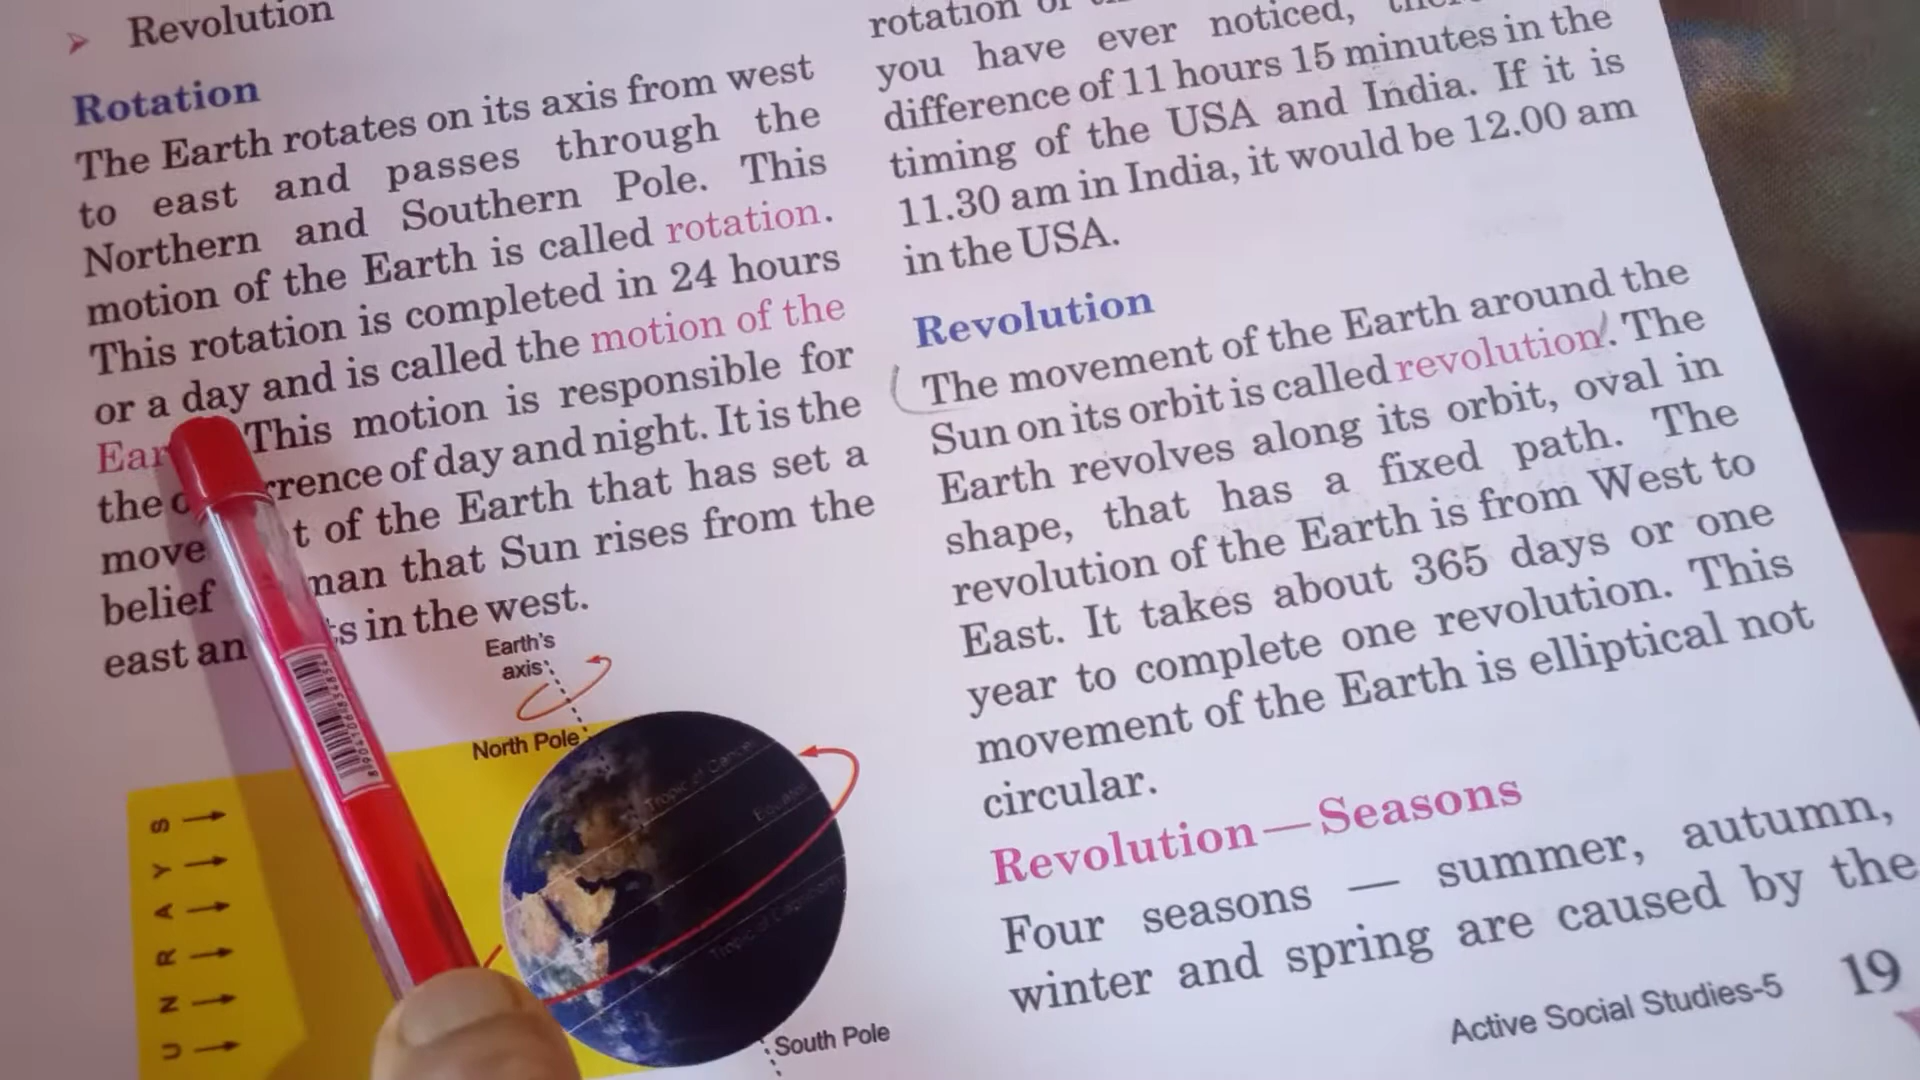 ➢ Revolution
Rotation
The Earth rotates on its axis from west
to east and passes through the
Northern and Southern Pole. This
motion of the Earth is called rotation.
This rotation is completed in 24 hours
or a day and is called the motion of the
Ear This motion is responsible for
the rrence of day and night. It is the
move t of the Earth that has set a
belief man that Sun rises from the
east an s in the west.
Earth's
axis
North Pole
Tropic of Cancer
Equator
Tropic of Capricorn
South Pole
S
Y
A
R
N
U
rotation of
you have ever noticed,
difference of 11 hours 15 minutes in the
timing of the USA and India. If it is
11.30 am in India, it would be 12.00 am
in the USA.
Revolution
The movement of the Earth around the
Sun on its orbit is called revolution. The
Earth revolves along its orbit, oval in
shape, that has a fixed path. The
revolution of the Earth is from West to
East. It takes about 365 days or one
year to complete one revolution. This
movement of the Earth is elliptical not
circular.
Revolution — Seasons
Four seasons — summer, autumn,
winter and spring are caused by the
Active Social Studies-5 19